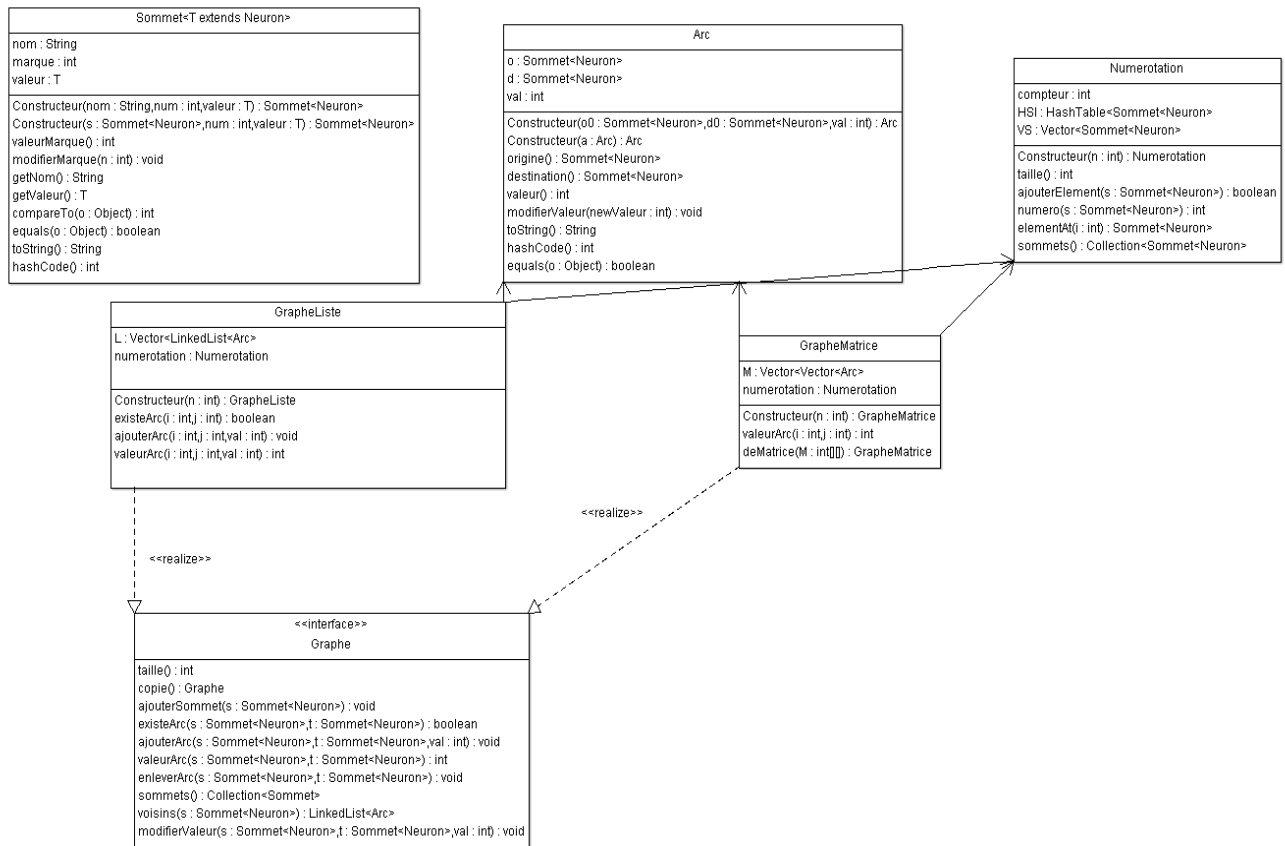 Sommet<T extends Neuron>
nom : String
marque : int
valeur : T
Constructeur(nom : String,num : int,valeur : T) : Sommet<Neuron>
Constructeur(s : Sommet<Neuron>,num : int,valeur : T) : Sommet<Neuron>
valeurMarque() : int
modifierMarque(n : int) : void
getNom() : String
getValeur() : T
compareTo(o : Object) : int
equals(o : Object) : boolean
toString() : String
hashCode() : int
Arc
o : Sommet<Neuron>
d : Sommet<Neuron>
val : int
Constructeur(o0 : Sommet<Neuron>,d0 : Sommet<Neuron>,val : int) : Arc
Constructeur(a : Arc) : Arc
origine() : Sommet<Neuron>
destination() : Sommet<Neuron>
valeur() : int
modifierValeur(newValeur : int) : void
toString() : String
hashCode() : int
equals(o : Object) : boolean
Numerotation
compteur : int
HSI : HashTable<Sommet<Neuron>
VS : Vector<Sommet<Neuron>
Constructeur(n : int) : Numerotation
taille() : int
ajouterElement(s : Sommet<Neuron>) : boolean
numero(s : Sommet<Neuron>) : int
elementAt(i : int) : Sommet<Neuron>
sommets() : Collection<Sommet<Neuron>
GrapheListe
L : Vector<LinkedList<Arc>
numerotation : Numerotation
Constructeur(n : int) : GrapheListe
existeArc(i : int,j : int) : boolean
ajouterArc(i : int,j : int,val : int) : void
valeurArc(i : int,j : int,val : int) : int
GrapheMatrice
M : Vector<Vector<Arc>
numerotation : Numerotation
Constructeur(n : int) : GrapheMatrice
valeurArc(i : int,j : int) : int
deMatrice(M : int[][]) : GrapheMatrice
<<realize>>
<<realize>>
<<interface>>
Graphe
taille() : int
copie() : Graphe
ajouterSommet(s : Sommet<Neuron>) : void
existeArc(s : Sommet<Neuron>,t : Sommet<Neuron>) : boolean
ajouterArc(s : Sommet<Neuron>,t : Sommet<Neuron>,val : int) : void
valeurArc(s : Sommet<Neuron>,t : Sommet<Neuron>) : int
enleverArc(s : Sommet<Neuron>,t : Sommet<Neuron>) : void
sommets() : Collection<Sommet>
voisins(s : Sommet<Neuron>) : LinkedList<Arc>
modifierValeur(s : Sommet<Neuron>,t : Sommet<Neuron>,val : int) : void